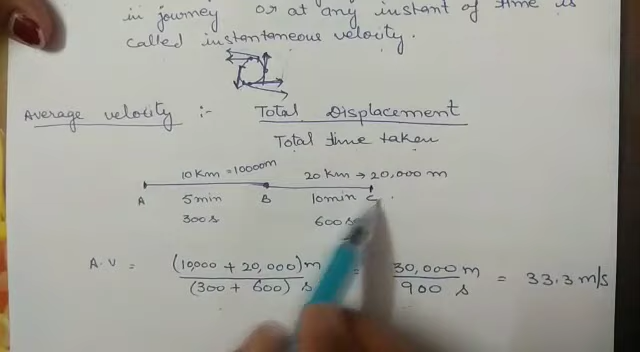 in journey or at any instant of time is
called instantaneous velocity.
Average velocity :- Total Displacement
Total time taken
10 Km = 10000m 20 Km → 20,000 m
A 5min B 10min C .
300s 600s
A.V = (10,000 + 20,000)m = 30,000 m = 33.3 m/s
(300 + 600) s 900 s